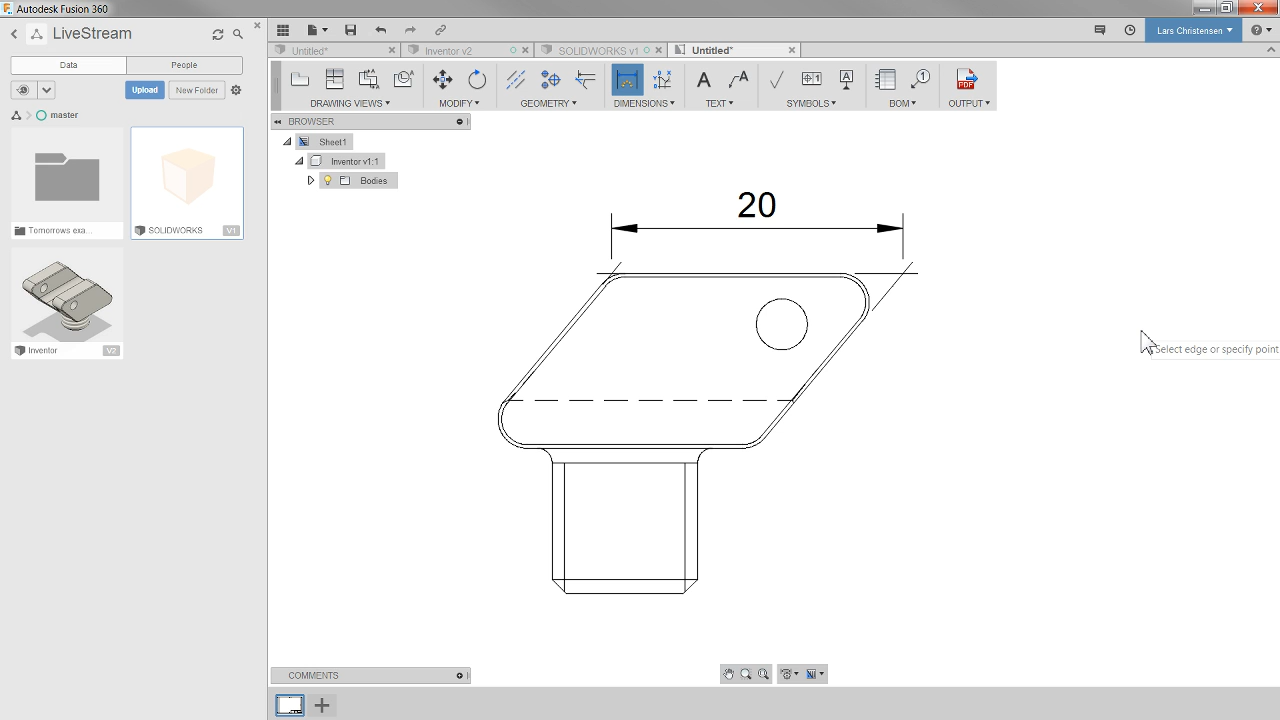 Autodesk Fusion 360
LiveStream
Lars Christensen
Data
People
Untitled*
Inventor v2
SOLIDWORKS v1
Untitled*
Upload
New Folder
DRAWING VIEWS
MODIFY
GEOMETRY
DIMENSIONS
TEXT
SYMBOLS
BOM
OUTPUT
PDF
master
BROWSER
Sheet1
Inventor v1:1
Bodies
Tomorrows exa...
SOLIDWORKS
V1
20
Inventor
V2
Select edge or specify point
COMMENTS